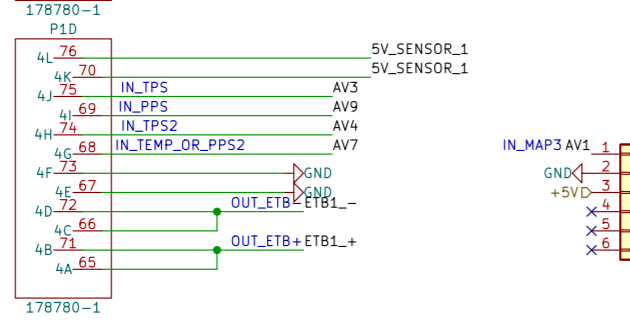 178780-1
P1D
4L 76 5V_SENSOR_1
4K 70 5V_SENSOR_1
4J 75 IN_TPS AV3
4I 69 IN_PPS AV9
4H 74 IN_TPS2 AV4
4G 68 IN_TEMP_OR_PPS2 AV7
4F 73 GND
4E 67 GND
4D 72 OUT_ETB- ETB1_-
4C 66
4B 71 OUT_ETB+ ETB1_+
4A 65
178780-1
IN_MAP3 AV1 1
GND 2
+5V 3
4
5
6